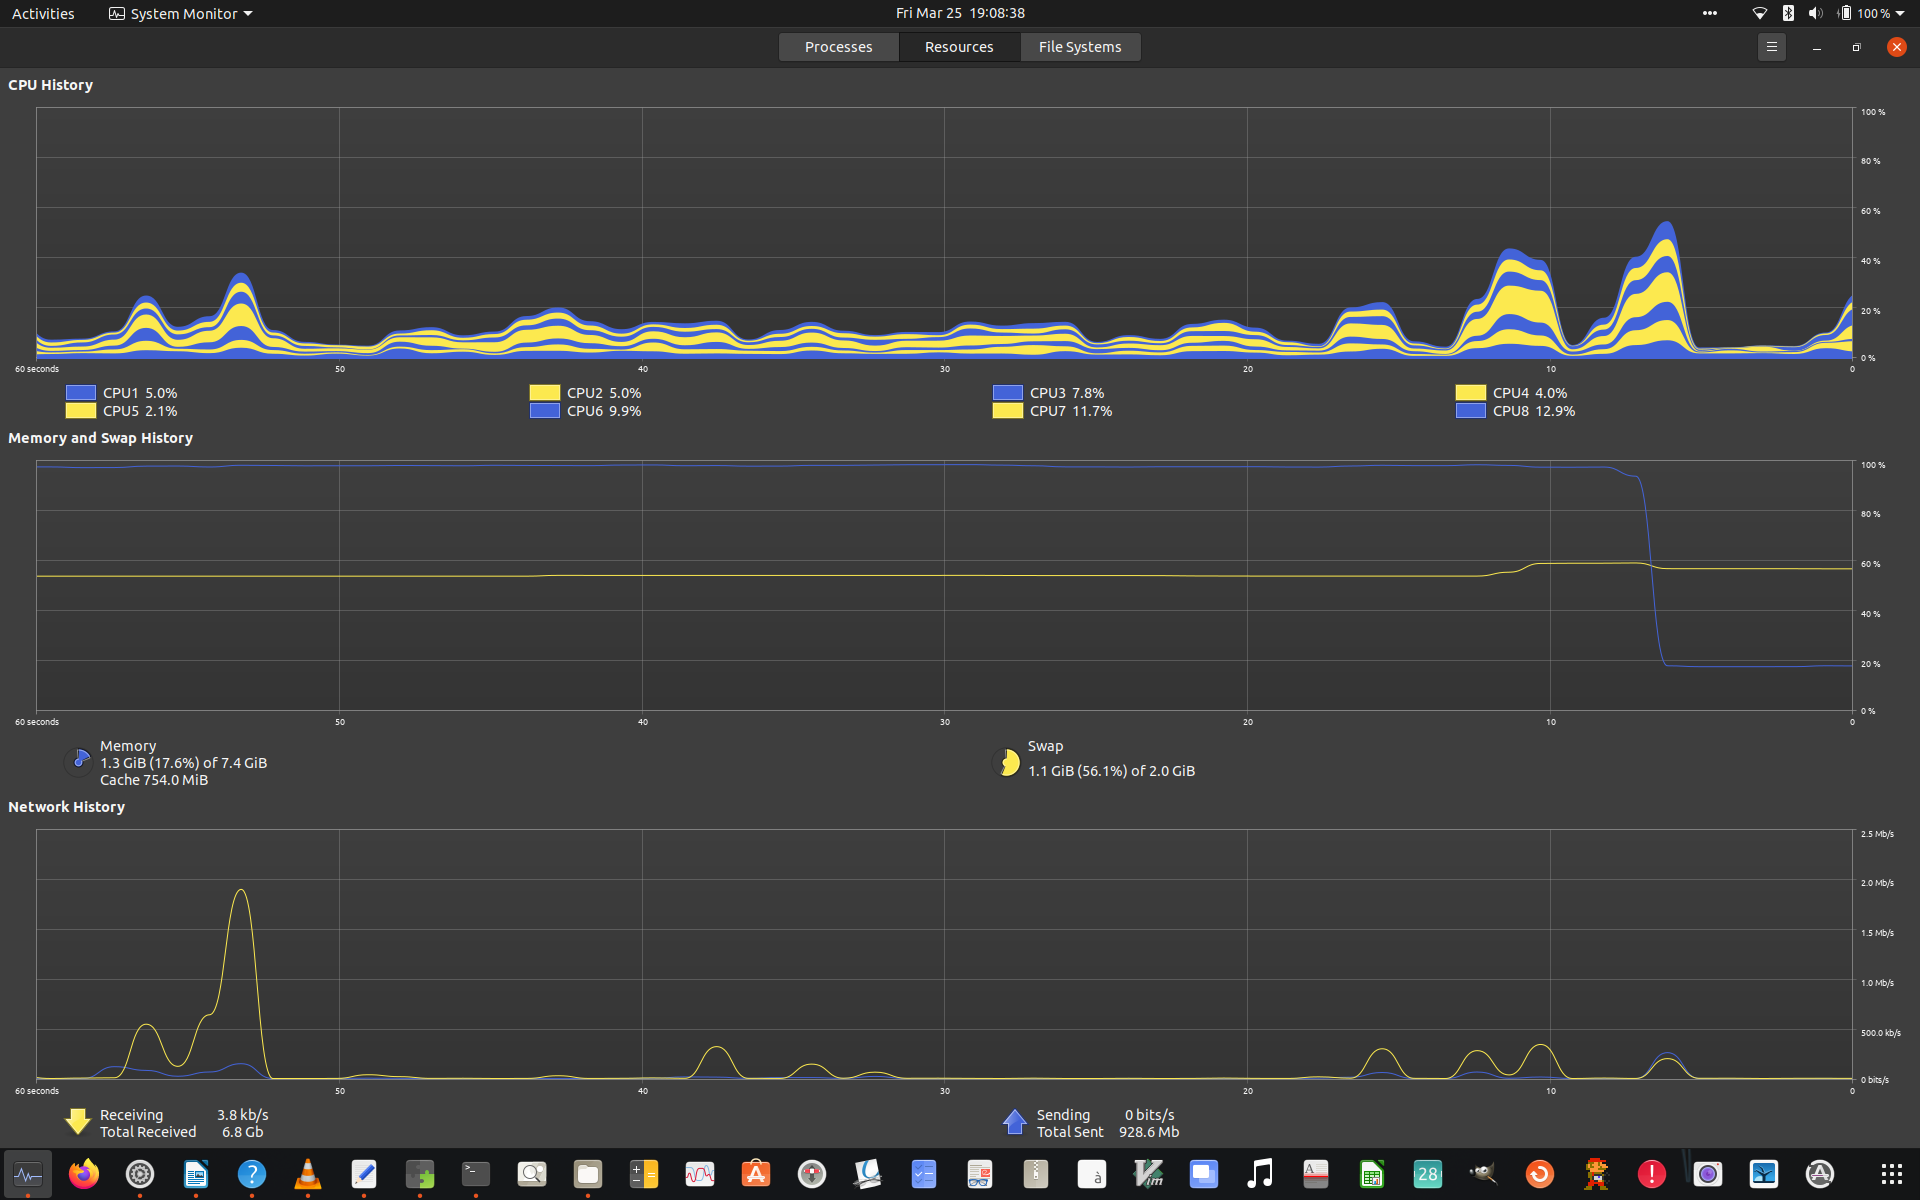 Activities System Monitor Fri Mar 25 19:08:38 100 %
Processes Resources File Systems
CPU History
100 %
80 %
60 %
40 %
20 %
0 %
60 seconds 50 40 30 20 10 0
CPU1 5.0% CPU2 5.0% CPU3 7.8% CPU4 4.0%
CPU5 2.1% CPU6 9.9% CPU7 11.7% CPU8 12.9%
Memory and Swap History
100 %
80 %
60 %
40 %
20 %
0 %
60 seconds 50 40 30 20 10 0
Memory
1.3 GiB (17.6%) of 7.4 GiB
Cache 754.0 MiB
Swap
1.1 GiB (56.1%) of 2.0 GiB
Network History
2.5 Mb/s
2.0 Mb/s
1.5 Mb/s
1.0 Mb/s
500.0 kb/s
0 bits/s
60 seconds 50 40 30 20 10 0
Receiving 3.8 kb/s
Total Received 6.8 Gb
Sending 0 bits/s
Total Sent 928.6 Mb
? >_ à Vim A 28 !